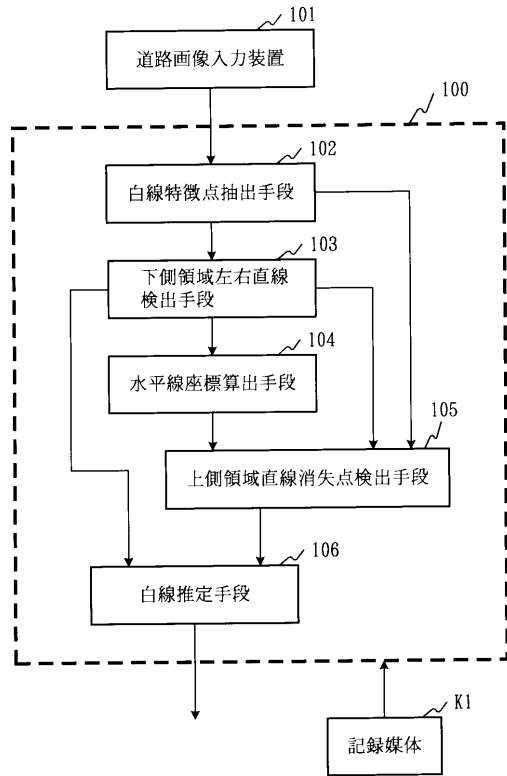 101
道路画像入力装置
100
102
白線特徴点抽出手段
103
下側領域左右直線
検出手段
104
水平線座標算出手段
105
上側領域直線消失点検出手段
106
白線推定手段
K1
記録媒体